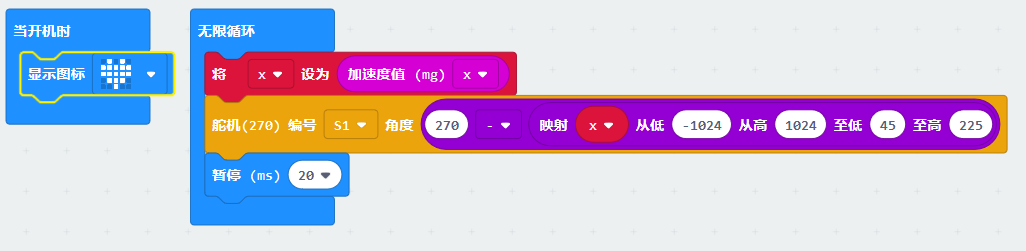 当开机时
显示图标
无限循环
将 x 设为 加速度值 (mg) x
舵机(270) 编号 S1 角度 270 - 映射 x 从低 -1024 从高 1024 至低 45 至高 225
暂停 (ms) 20